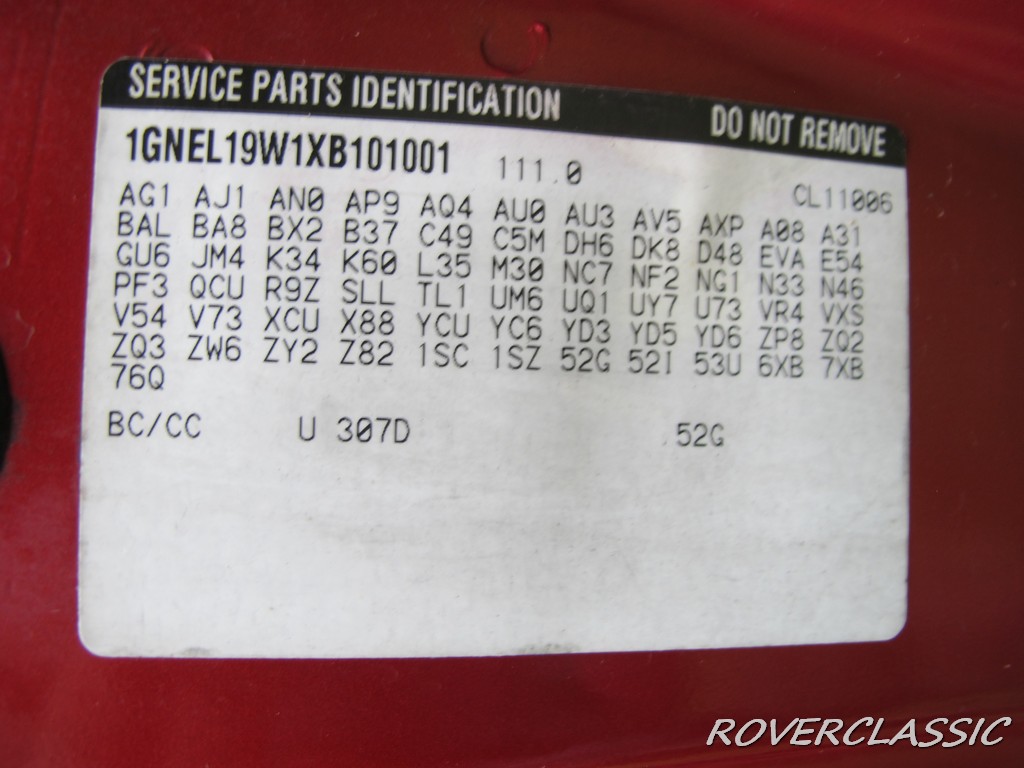 SERVICE PARTS IDENTIFICATION DO NOT REMOVE
1GNEL19W1XB101001 111.0 CL11006
AG1 AJ1 AN0 AP9 AQ4 AU0 AU3 AV5 AXP A08 A31
BAL BA8 BX2 B37 C49 C5M DH6 DK8 D48 EVA E54
GU6 JM4 K34 K60 L35 M30 NC7 NF2 NG1 N33 N46
PF3 QCU R9Z SLL TL1 UM6 UQ1 UY7 U73 VR4 VXS
V54 V73 XCU X88 YCU YC6 YD3 YD5 YD6 ZP8 ZQ2
ZQ3 ZW6 ZY2 Z82 1SC 1SZ 52G 52I 53U 6XB 7XB
76Q
BC/CC U 307D 52G
ROVERCLASSIC